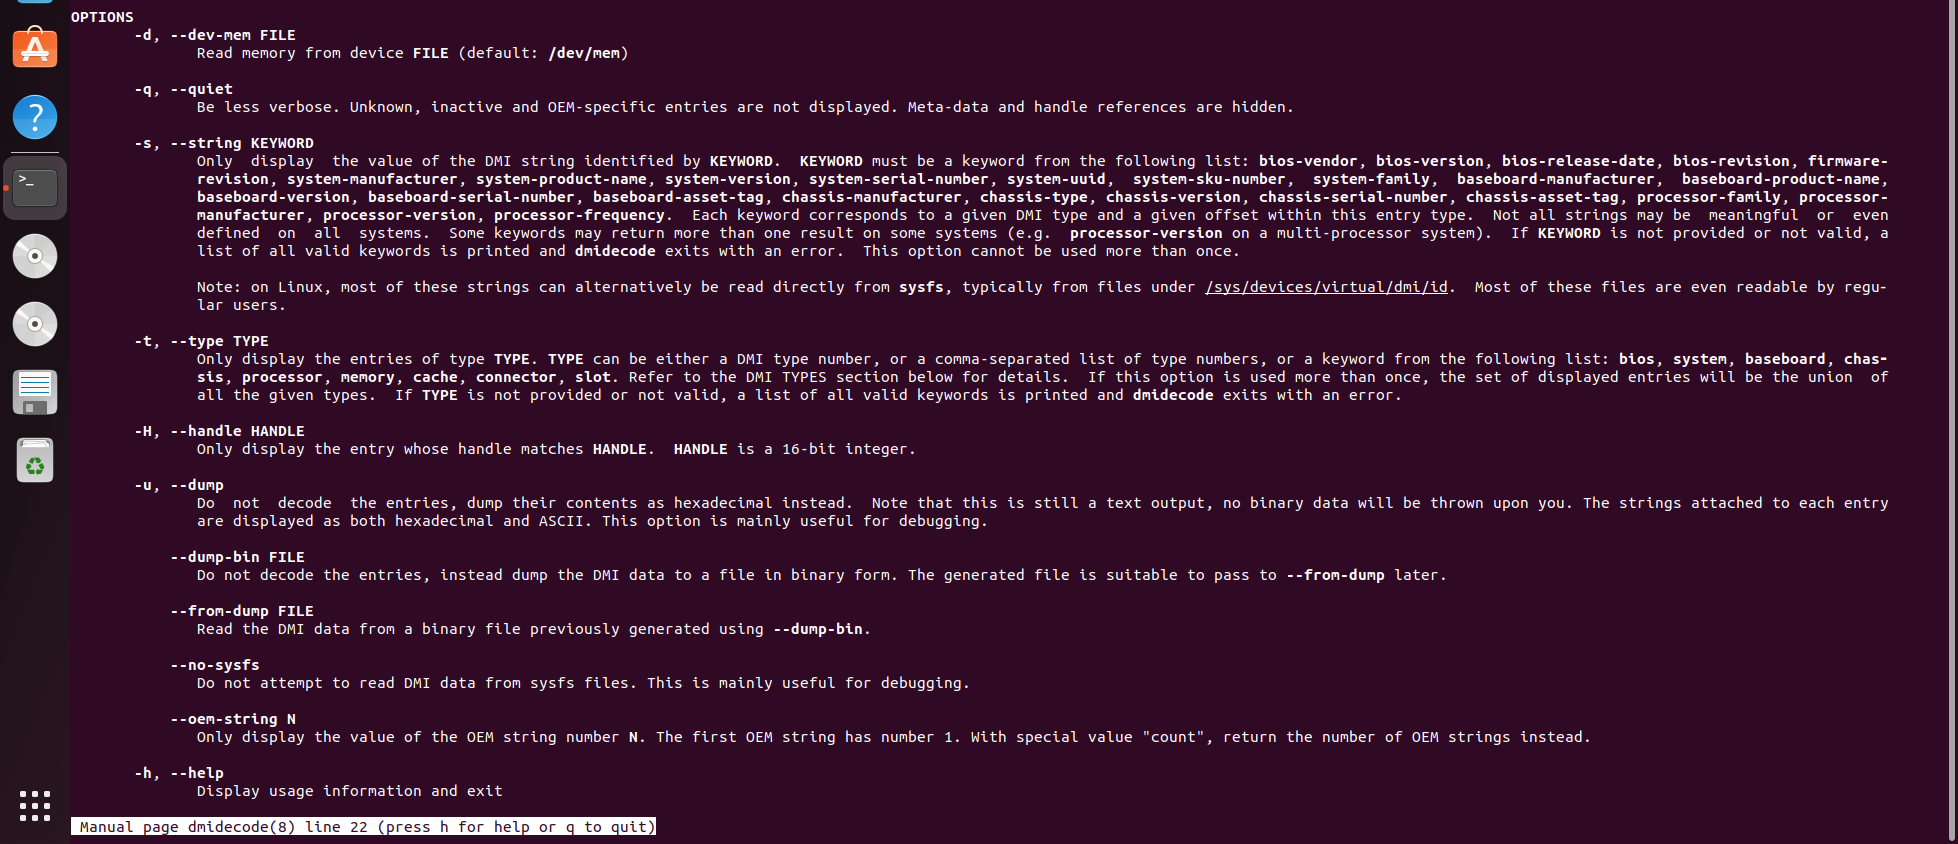 OPTIONS
-d, --dev-mem FILE
Read memory from device FILE (default: /dev/mem)
-q, --quiet
Be less verbose. Unknown, inactive and OEM-specific entries are not displayed. Meta-data and handle references are hidden.
-s, --string KEYWORD
Only  display  the value of the DMI string identified by KEYWORD.  KEYWORD must be a keyword from the following list: bios-vendor, bios-version, bios-release-date, bios-revision, firmware-
revision, system-manufacturer, system-product-name, system-version, system-serial-number, system-uuid,  system-sku-number,  system-family,  baseboard-manufacturer,  baseboard-product-name,
baseboard-version, baseboard-serial-number, baseboard-asset-tag, chassis-manufacturer, chassis-type, chassis-version, chassis-serial-number, chassis-asset-tag, processor-family, processor-
manufacturer, processor-version, processor-frequency.  Each keyword corresponds to a given DMI type and a given offset within this entry type.  Not all strings may be  meaningful  or  even
defined  on  all  systems.  Some keywords may return more than one result on some systems (e.g.  processor-version on a multi-processor system).  If KEYWORD is not provided or not valid, a
list of all valid keywords is printed and dmidecode exits with an error.  This option cannot be used more than once.
Note: on Linux, most of these strings can alternatively be read directly from sysfs, typically from files under /sys/devices/virtual/dmi/id.  Most of these files are even readable by regu-
lar users.
-t, --type TYPE
Only display the entries of type TYPE. TYPE can be either a DMI type number, or a comma-separated list of type numbers, or a keyword from the following list: bios, system, baseboard, chas-
sis, processor, memory, cache, connector, slot. Refer to the DMI TYPES section below for details.  If this option is used more than once, the set of displayed entries will be the union  of
all the given types.  If TYPE is not provided or not valid, a list of all valid keywords is printed and dmidecode exits with an error.
-H, --handle HANDLE
Only display the entry whose handle matches HANDLE.  HANDLE is a 16-bit integer.
-u, --dump
Do  not  decode  the entries, dump their contents as hexadecimal instead.  Note that this is still a text output, no binary data will be thrown upon you. The strings attached to each entry
are displayed as both hexadecimal and ASCII. This option is mainly useful for debugging.
--dump-bin FILE
Do not decode the entries, instead dump the DMI data to a file in binary form. The generated file is suitable to pass to --from-dump later.
--from-dump FILE
Read the DMI data from a binary file previously generated using --dump-bin.
--no-sysfs
Do not attempt to read DMI data from sysfs files. This is mainly useful for debugging.
--oem-string N
Only display the value of the OEM string number N. The first OEM string has number 1. With special value "count", return the number of OEM strings instead.
-h, --help
Display usage information and exit
Manual page dmidecode(8) line 22 (press h for help or q to quit)